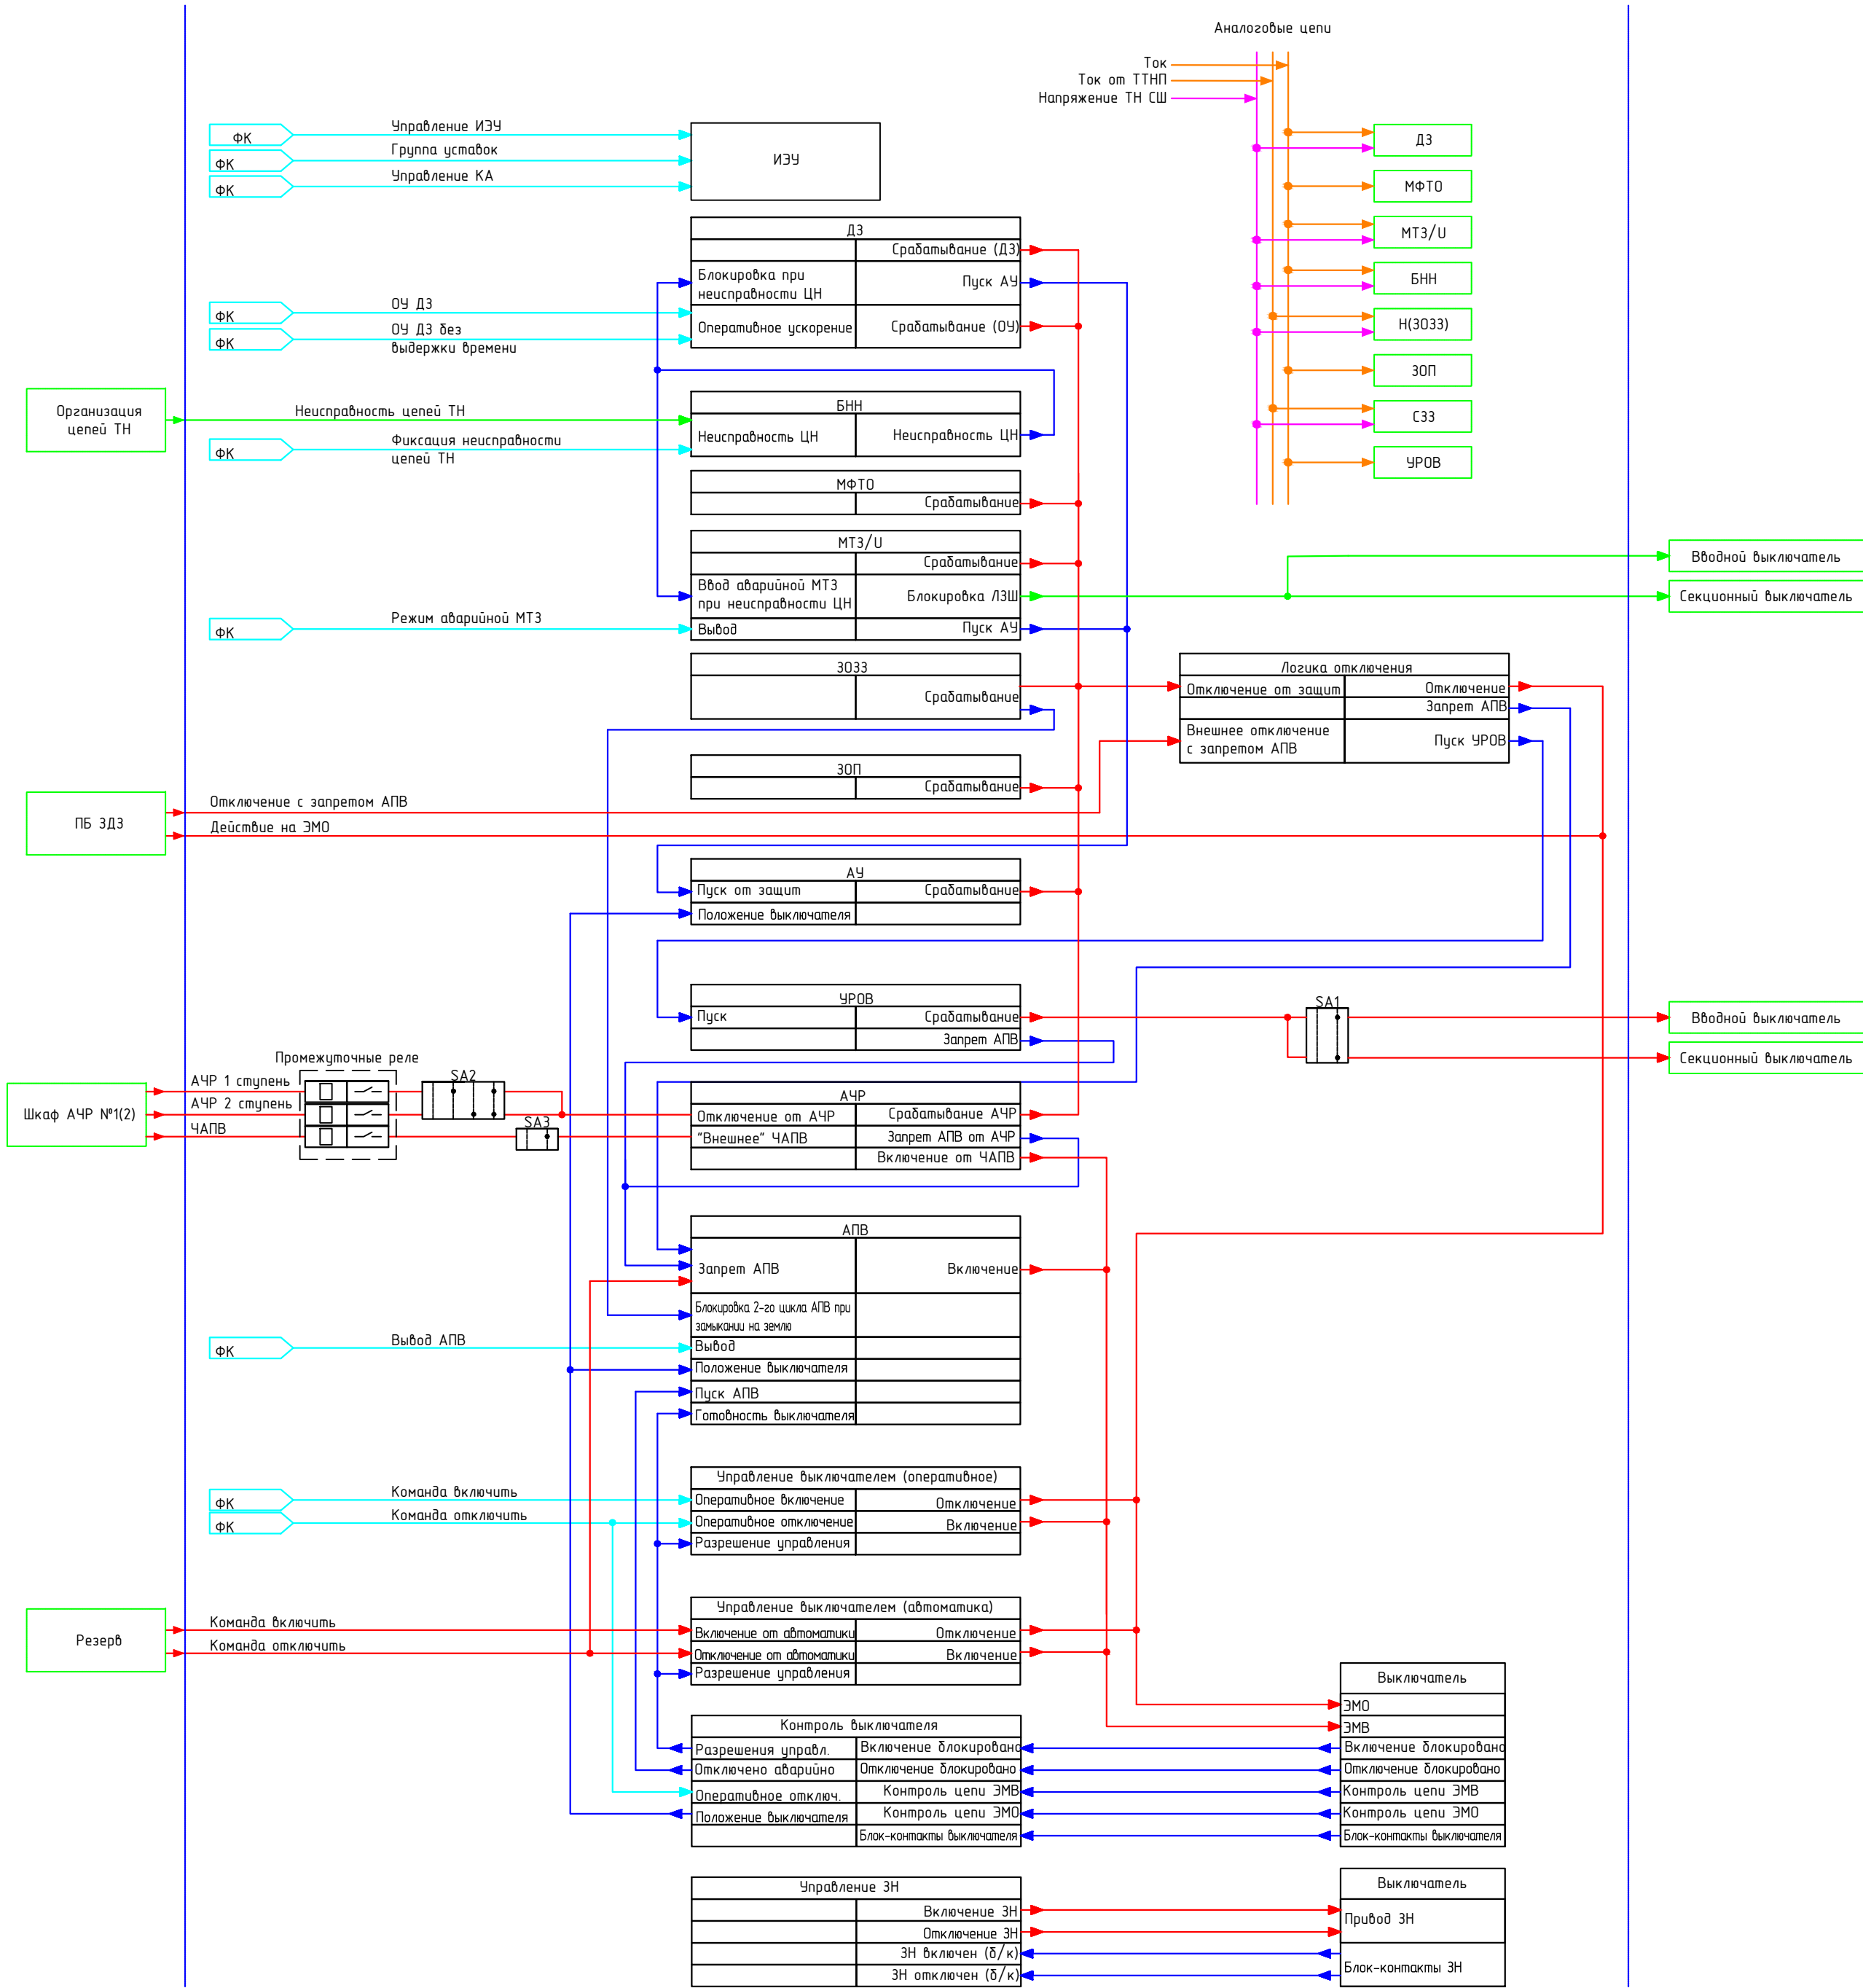 Аналоговые цепи
Ток
Ток от ТТНП
Напряжение ТН СШ
ДЗ
МФТО
МТЗ/U
БНН
Н(ЗОЗЗ)
ЗОП
СЗЗ
УРОВ
ФК
Управление ИЭУ
ФК
Группа уставок
ФК
Управление КА
ИЭУ
ДЗ
Срабатывание (ДЗ)
Блокировка при
неисправности ЦН
Пуск АУ
Оперативное ускорение
Срабатывание (ОУ)
ФК
ОУ ДЗ
ФК
ОУ ДЗ без
выдержки времени
Организация
цепей ТН
Неисправность цепей ТН
ФК
Фиксация неисправности
цепей ТН
БНН
Неисправность ЦН
Неисправность ЦН
МФТО
Срабатывание
МТЗ/U
Срабатывание
Ввод аварийной МТЗ
при неисправности ЦН
Блокировка ЛЗШ
Вывод
Пуск АУ
ФК
Режим аварийной МТЗ
Вводной выключатель
Секционный выключатель
ЗОЗЗ
Срабатывание
Логика отключения
Отключение от защит
Отключение
Запрет АПВ
Внешнее отключение
с запретом АПВ
Пуск УРОВ
ЗОП
Срабатывание
ПБ ЗДЗ
Отключение с запретом АПВ
Действие на ЭМО
АУ
Пуск от защит
Срабатывание
Положение выключателя
УРОВ
Пуск
Срабатывание
Запрет АПВ
SA1
Вводной выключатель
Секционный выключатель
Промежуточные реле
Шкаф АЧР №1(2)
АЧР 1 ступень
АЧР 2 ступень
ЧАПВ
SA2
SA3
АЧР
Отключение от АЧР
Срабатывание АЧР
"Внешнее" ЧАПВ
Запрет АПВ от АЧР
Включение от ЧАПВ
АПВ
Запрет АПВ
Включение
Блокировка 2-го цикла АПВ при
замыкании на землю
Вывод
Положение выключателя
Пуск АПВ
Готовность выключателя
ФК
Вывод АПВ
Управление выключателем (оперативное)
Оперативное включение
Отключение
Оперативное отключение
Включение
Разрешение управления
ФК
Команда включить
ФК
Команда отключить
Резерв
Команда включить
Команда отключить
Управление выключателем (автоматика)
Включение от автоматики
Отключение
Отключение от автоматики
Включение
Разрешение управления
Контроль выключателя
Разрешения управл.
Включение блокировано
Отключено аварийно
Отключение блокировано
Оперативное отключ.
Контроль цепи ЭМВ
Положение выключателя
Контроль цепи ЭМО
Блок-контакты выключателя
Выключатель
ЭМО
ЭМВ
Включение блокировано
Отключение блокировано
Контроль цепи ЭМВ
Контроль цепи ЭМО
Блок-контакты выключателя
Управление ЗН
Включение ЗН
Отключение ЗН
ЗН включен (б/к)
ЗН отключен (б/к)
Выключатель
Привод ЗН
Блок-контакты ЗН